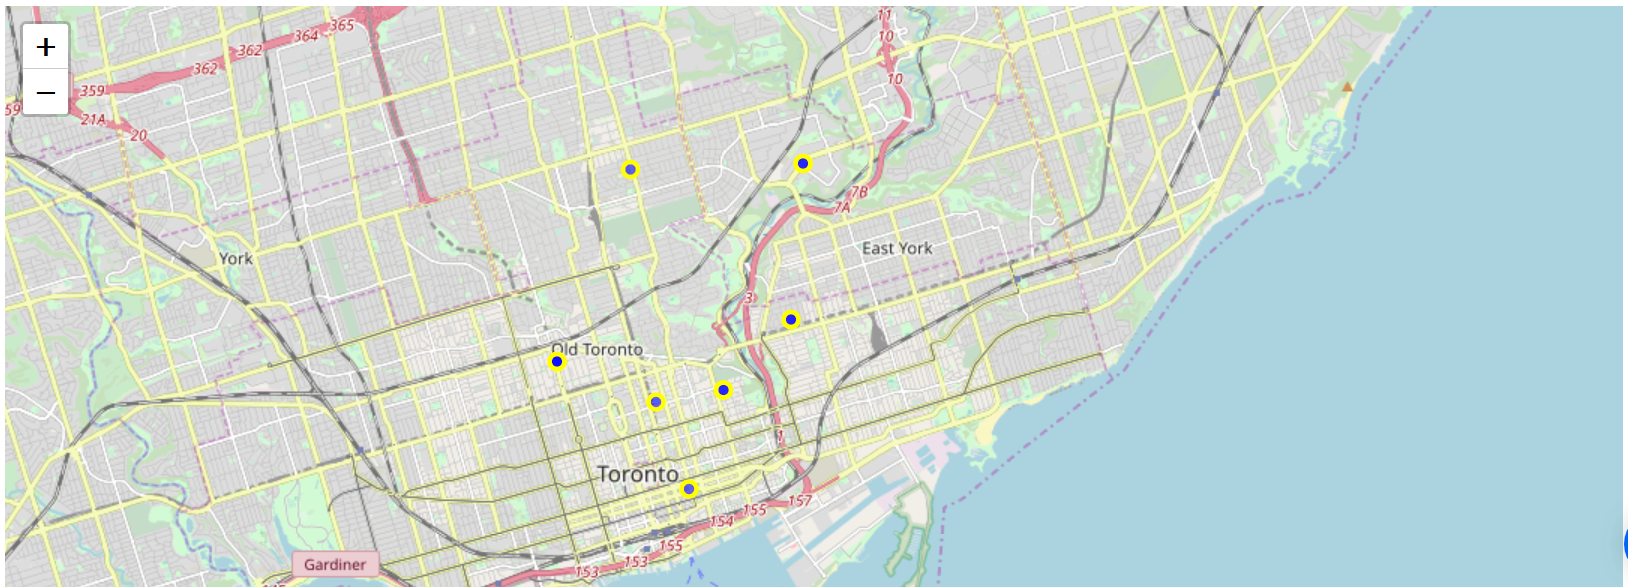 +
−
365
364
362
362
359
59
21A
20
11
10
10
7B
7A
East York
York
3
Old Toronto
1
Toronto
157
155
154
155
153
153
Gardiner